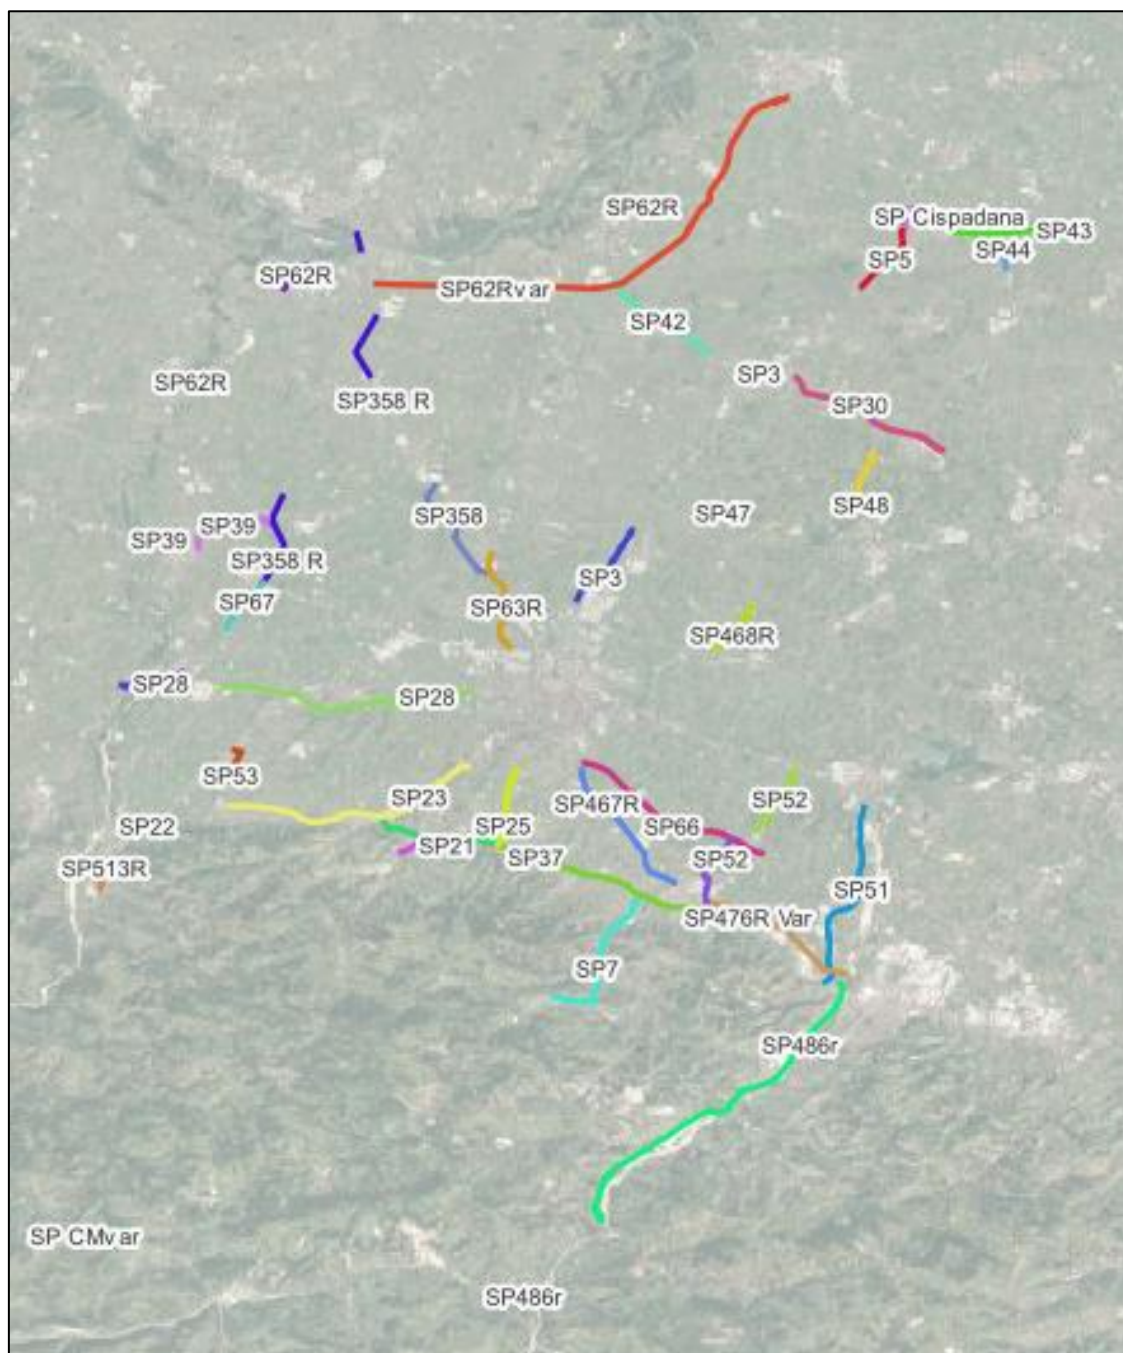 SP62R
SP Cispadana
SP43
SP44
SP5
SP62R
SP62Rvar
SP42
SP3
SP62R
SP358 R
SP30
SP48
SP47
SP358
SP39
SP39
SP358 R
SP3
SP67
SP63R
SP468R
SP28
SP28
SP53
SP23
SP467R
SP52
SP22
SP25
SP66
SP21
SP37
SP52
SP513R
SP51
SP476R Var
SP7
SP486r
SP CMvar
SP486r